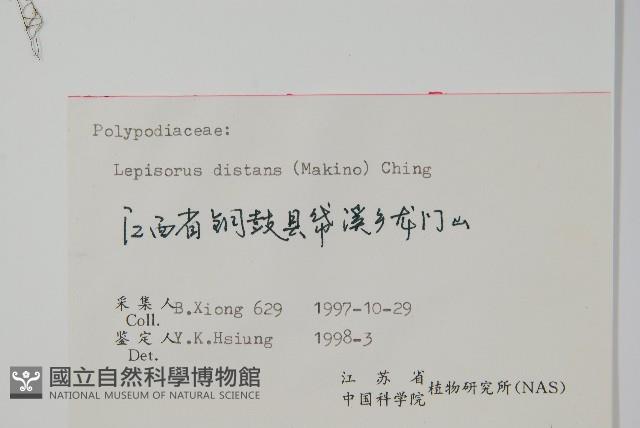 Polypodiaceae:
Lepisorus distans (Makino) Ching
江西省铜鼓县带溪乡龙门山
采集人B.Xiong 629 1997-10-29
Coll.
鉴定人Y.K.Hsiung 1998-3
Det.
江苏省
中国科学院植物研究所(NAS)
國立自然科學博物館
NATIONAL MUSEUM OF NATURAL SCIENCE